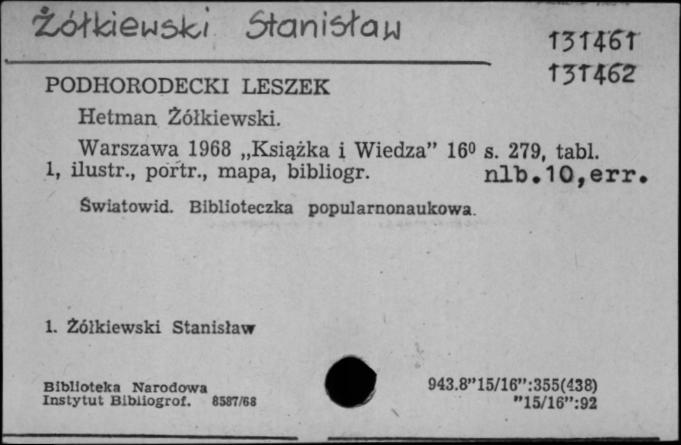 Żółkiewski Stanisław
131461
131462
PODHORODECKI LESZEK
Hetman Żółkiewski.
Warszawa 1968 „Książka i Wiedza” 16⁰ s. 279, tabl.
1, ilustr., portr., mapa, bibliogr. nlb.10,err.
Światowid. Biblioteczka popularnonaukowa.
1. Żółkiewski Stanisław
Biblioteka Narodowa
Instytut Bibliogrof. 8587/68
943.8”15/16”:355(438)
”15/16”:92